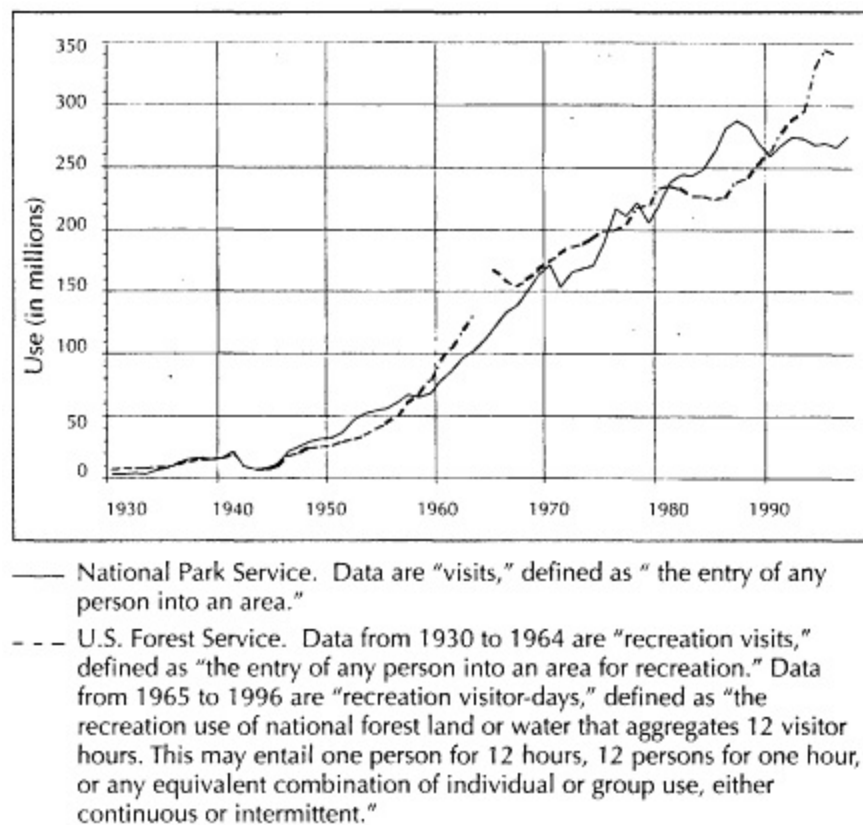 350
300
250
200
150
100
50
0
Use (in millions)
1930 1940 1950 1960 1970 1980 1990
National Park Service. Data are “visits,” defined as “ the entry of any
person into an area.”
U.S. Forest Service. Data from 1930 to 1964 are “recreation visits,”
defined as “the entry of any person into an area for recreation.” Data
from 1965 to 1996 are “recreation visitor-days,” defined as “the
recreation use of national forest land or water that aggregates 12 visitor
hours. This may entail one person for 12 hours, 12 persons for one hour,
or any equivalent combination of individual or group use, either
continuous or intermittent.”